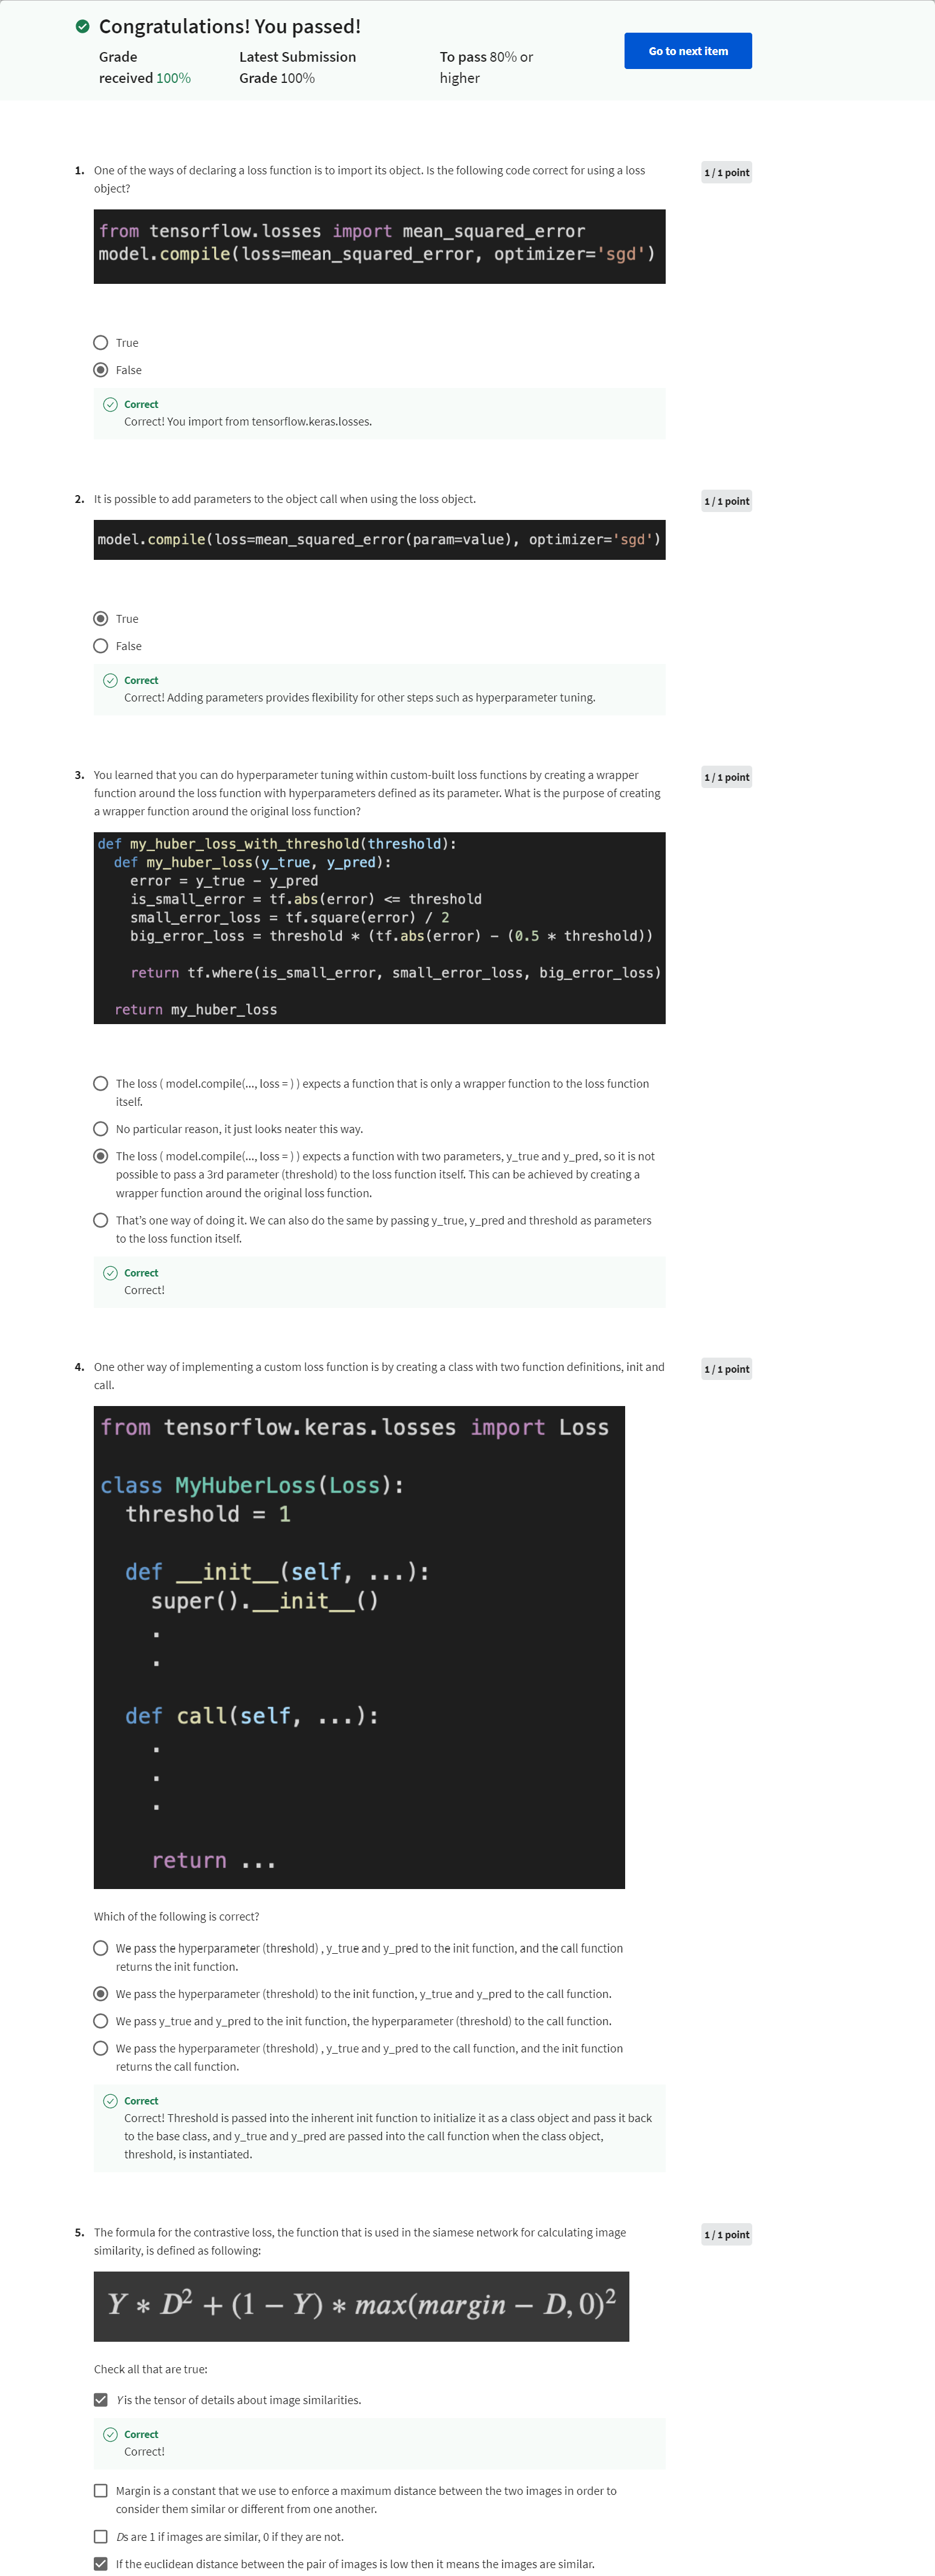 Congratulations! You passed!
Grade received 100%
Latest Submission Grade 100%
To pass 80% or higher
Go to next item
1. One of the ways of declaring a loss function is to import its object. Is the following code correct for using a loss
object?
1 / 1 point
from tensorflow.losses import mean_squared_error
model.compile(loss=mean_squared_error, optimizer='sgd')
True
False
Correct
Correct! You import from tensorflow.keras.losses.
2. It is possible to add parameters to the object call when using the loss object.
1 / 1 point
model.compile(loss=mean_squared_error(param=value), optimizer='sgd')
True
False
Correct
Correct! Adding parameters provides flexibility for other steps such as hyperparameter tuning.
3. You learned that you can do hyperparameter tuning within custom-built loss functions by creating a wrapper
function around the loss function with hyperparameters defined as its parameter. What is the purpose of creating
a wrapper function around the original loss function?
1 / 1 point
def my_huber_loss_with_threshold(threshold):
def my_huber_loss(y_true, y_pred):
error = y_true - y_pred
is_small_error = tf.abs(error) <= threshold
small_error_loss = tf.square(error) / 2
big_error_loss = threshold * (tf.abs(error) - (0.5 * threshold))
return tf.where(is_small_error, small_error_loss, big_error_loss)
return my_huber_loss
The loss ( model.compile(..., loss = ) ) expects a function that is only a wrapper function to the loss function
itself.
No particular reason, it just looks neater this way.
The loss ( model.compile(..., loss = ) ) expects a function with two parameters, y_true and y_pred, so it is not
possible to pass a 3rd parameter (threshold) to the loss function itself. This can be achieved by creating a
wrapper function around the original loss function.
That's one way of doing it. We can also do the same by passing y_true, y_pred and threshold as parameters
to the loss function itself.
Correct
Correct!
4. One other way of implementing a custom loss function is by creating a class with two function definitions, init and
call.
1 / 1 point
from tensorflow.keras.losses import Loss
class MyHuberLoss(Loss):
threshold = 1
def __init__(self, ...):
super().__init__()
.
.
def call(self, ...):
.
.
.
return ...
Which of the following is correct?
We pass the hyperparameter (threshold) , y_true and y_pred to the init function, and the call function
returns the init function.
We pass the hyperparameter (threshold) to the init function, y_true and y_pred to the call function.
We pass y_true and y_pred to the init function, the hyperparameter (threshold) to the call function.
We pass the hyperparameter (threshold) , y_true and y_pred to the call function, and the init function
returns the call function.
Correct
Correct! Threshold is passed into the inherent init function to initialize it as a class object and pass it back
to the base class, and y_true and y_pred are passed into the call function when the class object,
threshold, is instantiated.
5. The formula for the contrastive loss, the function that is used in the siamese network for calculating image
similarity, is defined as following:
1 / 1 point
Y * D² + (1 − Y) * max(margin − D, 0)²
Check all that are true:
Y is the tensor of details about image similarities.
Correct
Correct!
Margin is a constant that we use to enforce a maximum distance between the two images in order to
consider them similar or different from one another.
Ds are 1 if images are similar, 0 if they are not.
If the euclidean distance between the pair of images is low then it means the images are similar.